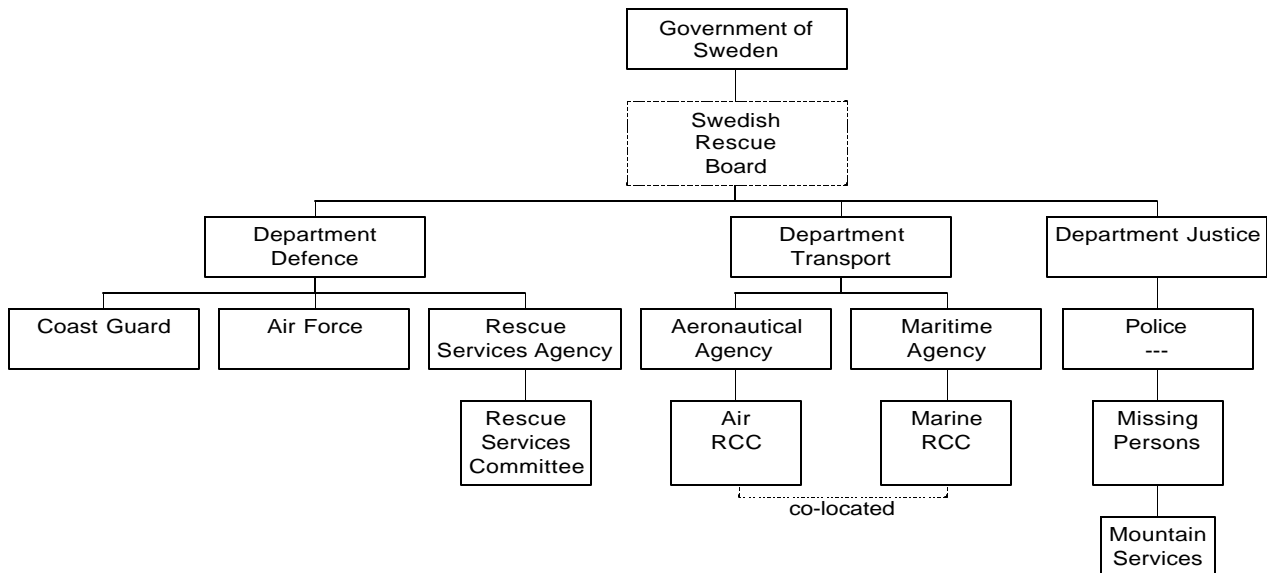 Government of
Sweden
Swedish
Rescue
Board
Department
Defence
Department
Transport
Department Justice
Coast Guard
Air Force
Rescue
Services Agency
Aeronautical
Agency
Maritime
Agency
Police
---
Rescue
Services
Committee
Air
RCC
Marine
RCC
Missing
Persons
co-located
Mountain
Services